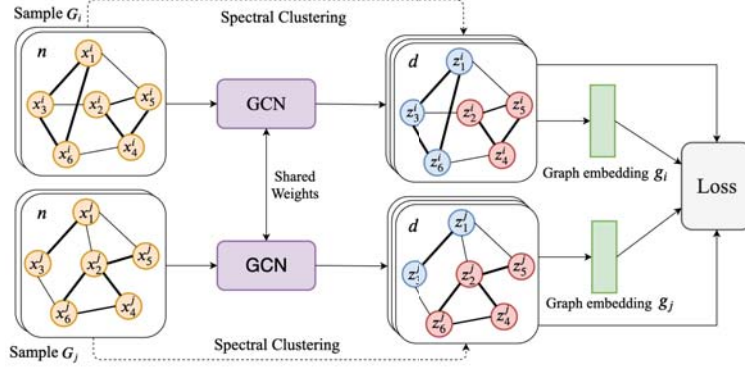 Sample G_i
Spectral Clustering
n
x_1^i
x_3^i
x_2^i
x_5^i
x_4^i
x_6^i
GCN
d
z_1^i
z_3^i
z_2^i
z_5^i
z_4^i
z_6^i
Graph embedding g_i
Shared
Weights
Loss
n
x_1^j
x_3^j
x_2^j
x_5^j
x_6^j
x_4^j
GCN
d
z_1^j
z_2^j
z_5^j
z_6^j
z_4^j
Graph embedding g_j
Sample G_j
Spectral Clustering